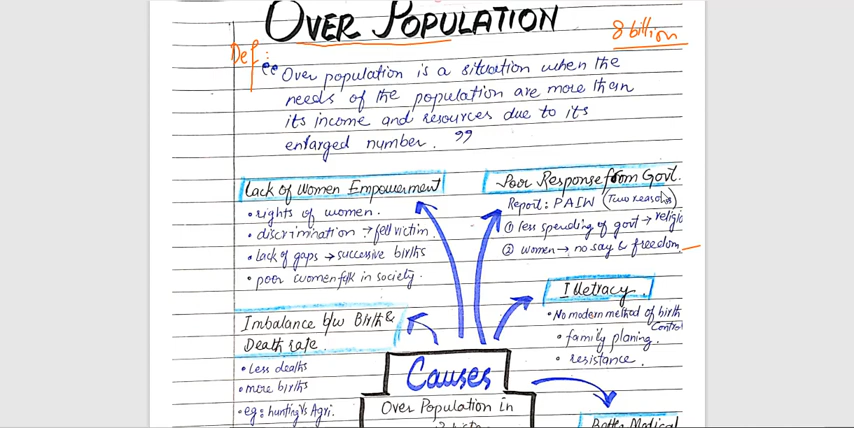 OVER POPULATION
8 billion
Def:
"Over population is a situation when the
needs of the population are more than
its income and resources due to its
enlarged number."
Lack of Women Empowerment
• rights of women.
• discrimination → fell victim.
• lack of gaps → successive births
• poor womenfolk in society.
Poor Response from Govt.
Report: PAIW (Two reasons)
① less spending of govt → religio
② women → no say & freedom
Illetracy.
• No modern method of birth
Control
• family planing.
• resistance.
Imbalance b/w Birth &
Death rate.
• less deaths
• more births
• eg: hunting Vs Agri.
Causes
Over Population in
Better Medical